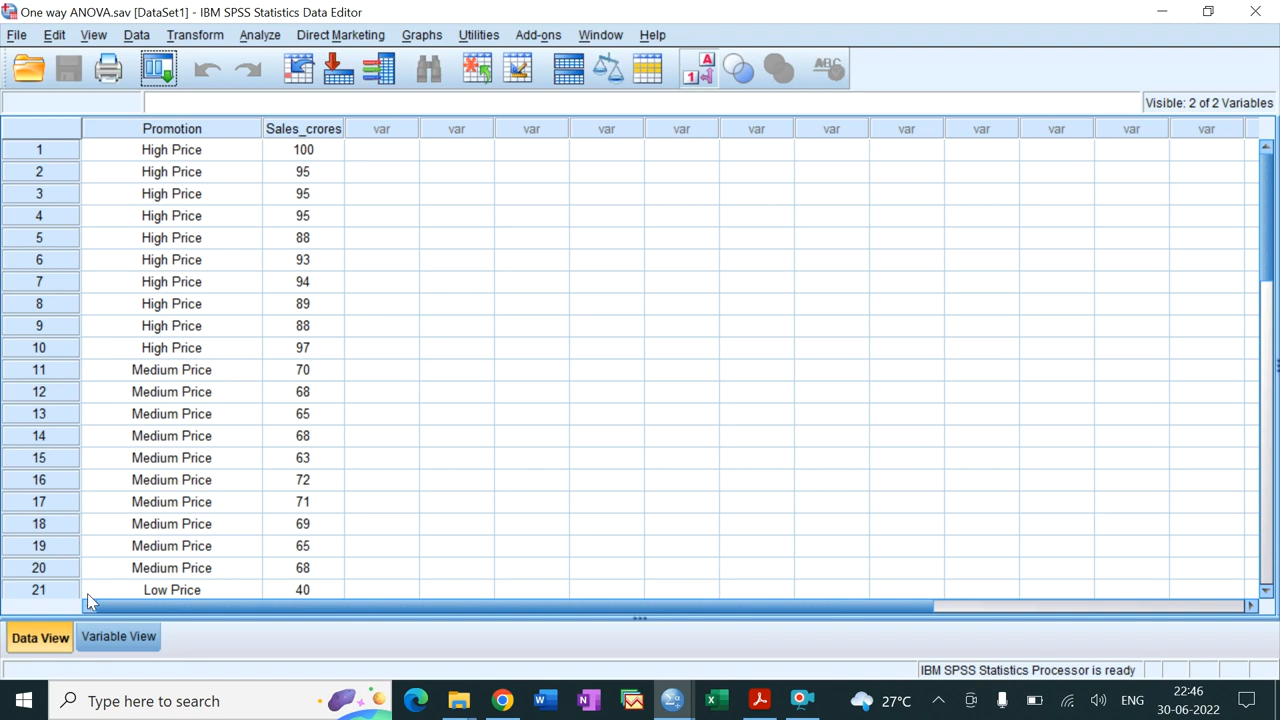 One way ANOVA.sav [DataSet1] - IBM SPSS Statistics Data Editor
File Edit View Data Transform Analyze Direct Marketing Graphs Utilities Add-ons Window Help
Visible: 2 of 2 Variables
Promotion Sales_crores var var var var var var var var var var var var
1 High Price 100
2 High Price 95
3 High Price 95
4 High Price 95
5 High Price 88
6 High Price 93
7 High Price 94
8 High Price 89
9 High Price 88
10 High Price 97
11 Medium Price 70
12 Medium Price 68
13 Medium Price 65
14 Medium Price 68
15 Medium Price 63
16 Medium Price 72
17 Medium Price 71
18 Medium Price 69
19 Medium Price 65
20 Medium Price 68
21 Low Price 40
Data View Variable View
IBM SPSS Statistics Processor is ready
Type here to search
27°C ENG
22:46
30-06-2022